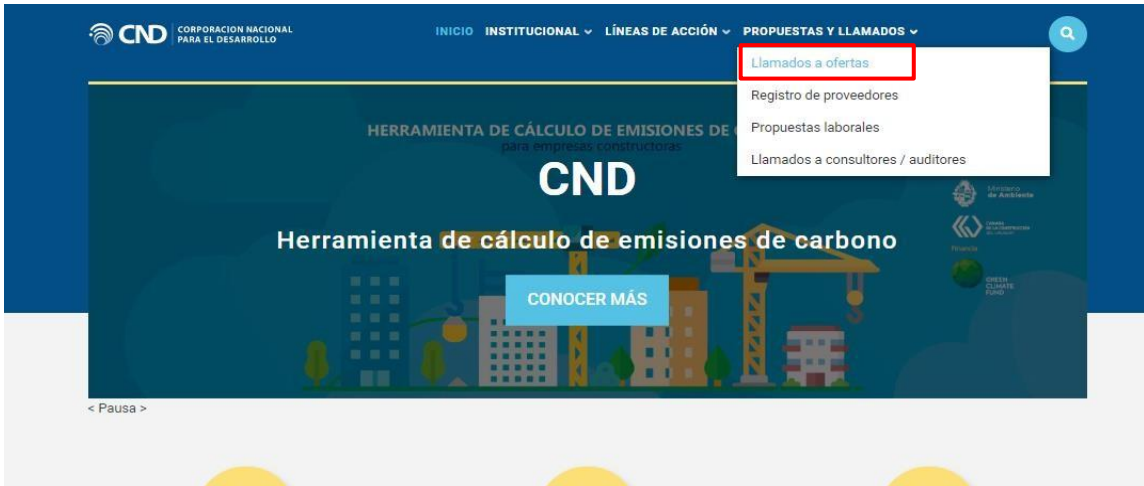 CND CORPORACION NACIONAL
PARA EL DESARROLLO
INICIO INSTITUCIONAL LÍNEAS DE ACCIÓN PROPUESTAS Y LLAMADOS
Llamados a ofertas
Registro de proveedores
Propuestas laborales
Llamados a consultores / auditores
HERRAMIENTA DE CÁLCULO DE EMISIONES DE
para empresas constructoras
CND
Herramienta de cálculo de emisiones de carbono
CONOCER MÁS
Ministerio
de Ambiente
Financia
GREEN
CLIMATE
FUND
< Pausa >